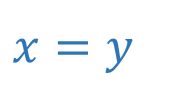 x = y